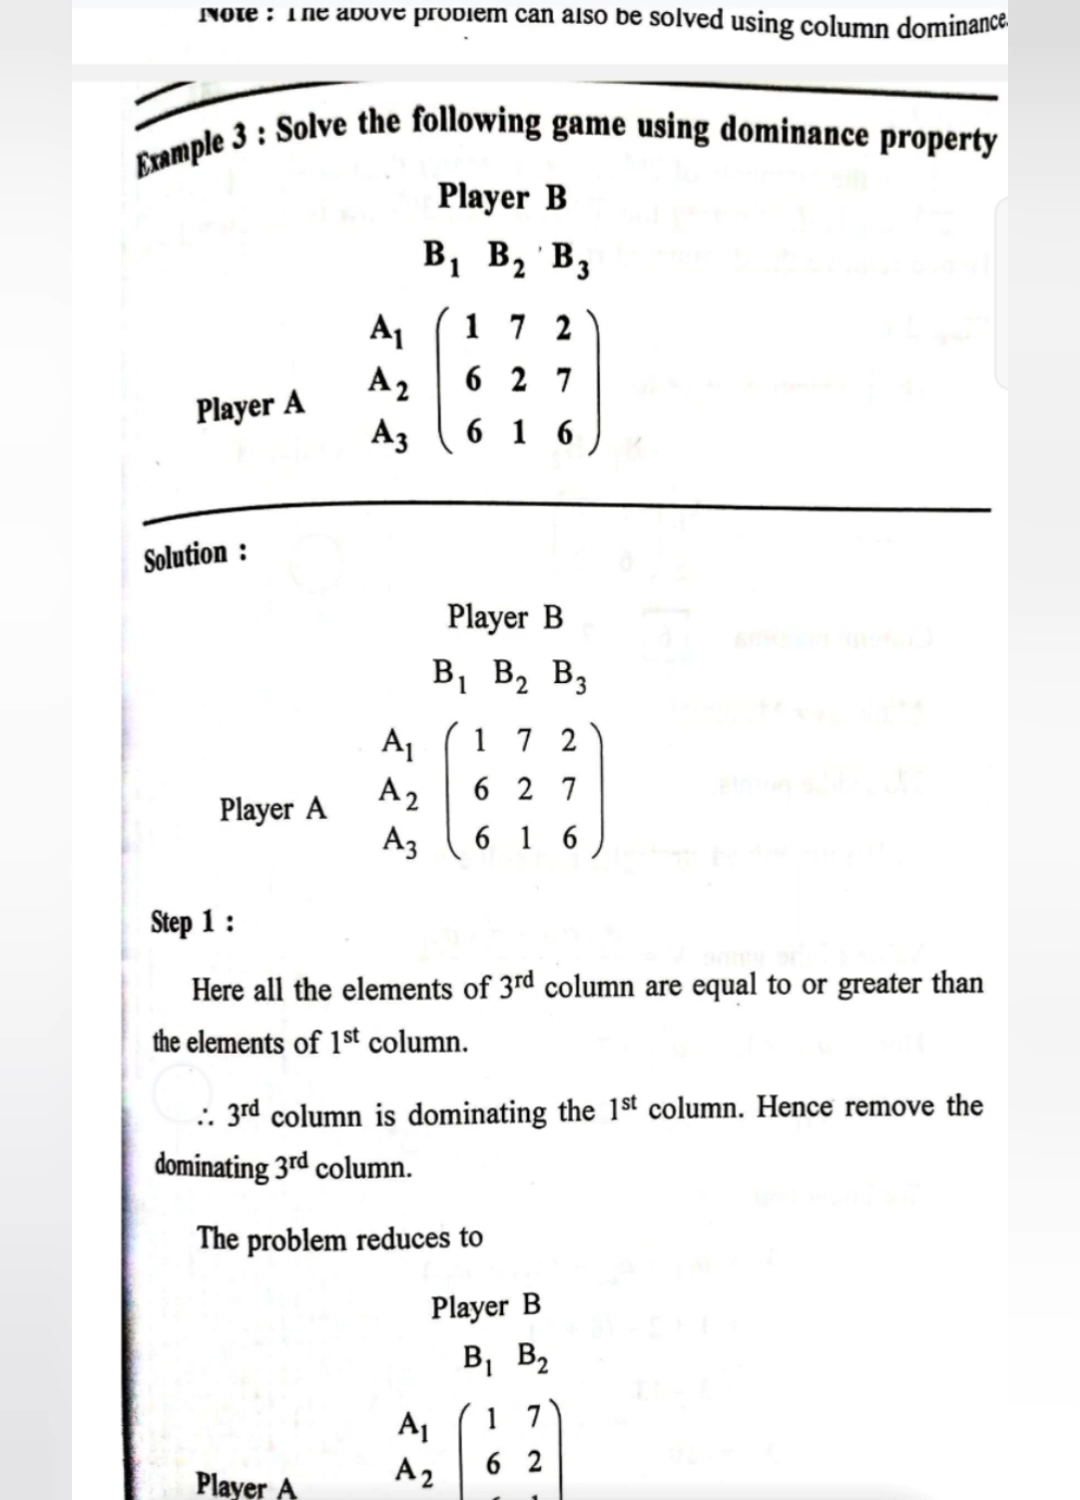 Note : The above problem can also be solved using column dominance.
Example 3 : Solve the following game using dominance property
Player B
B₁ B₂ B₃
A₁ 1 7 2
A₂ 6 2 7
Player A
A₃ 6 1 6
Solution :
Player B
B₁ B₂ B₃
A₁ 1 7 2
A₂ 6 2 7
Player A
A₃ 6 1 6
Step 1 :
Here all the elements of 3rd column are equal to or greater than
the elements of 1st column.
∴ 3rd column is dominating the 1st column. Hence remove the
dominating 3rd column.
The problem reduces to
Player B
B₁ B₂
A₁ 1 7
A₂ 6 2
Player A